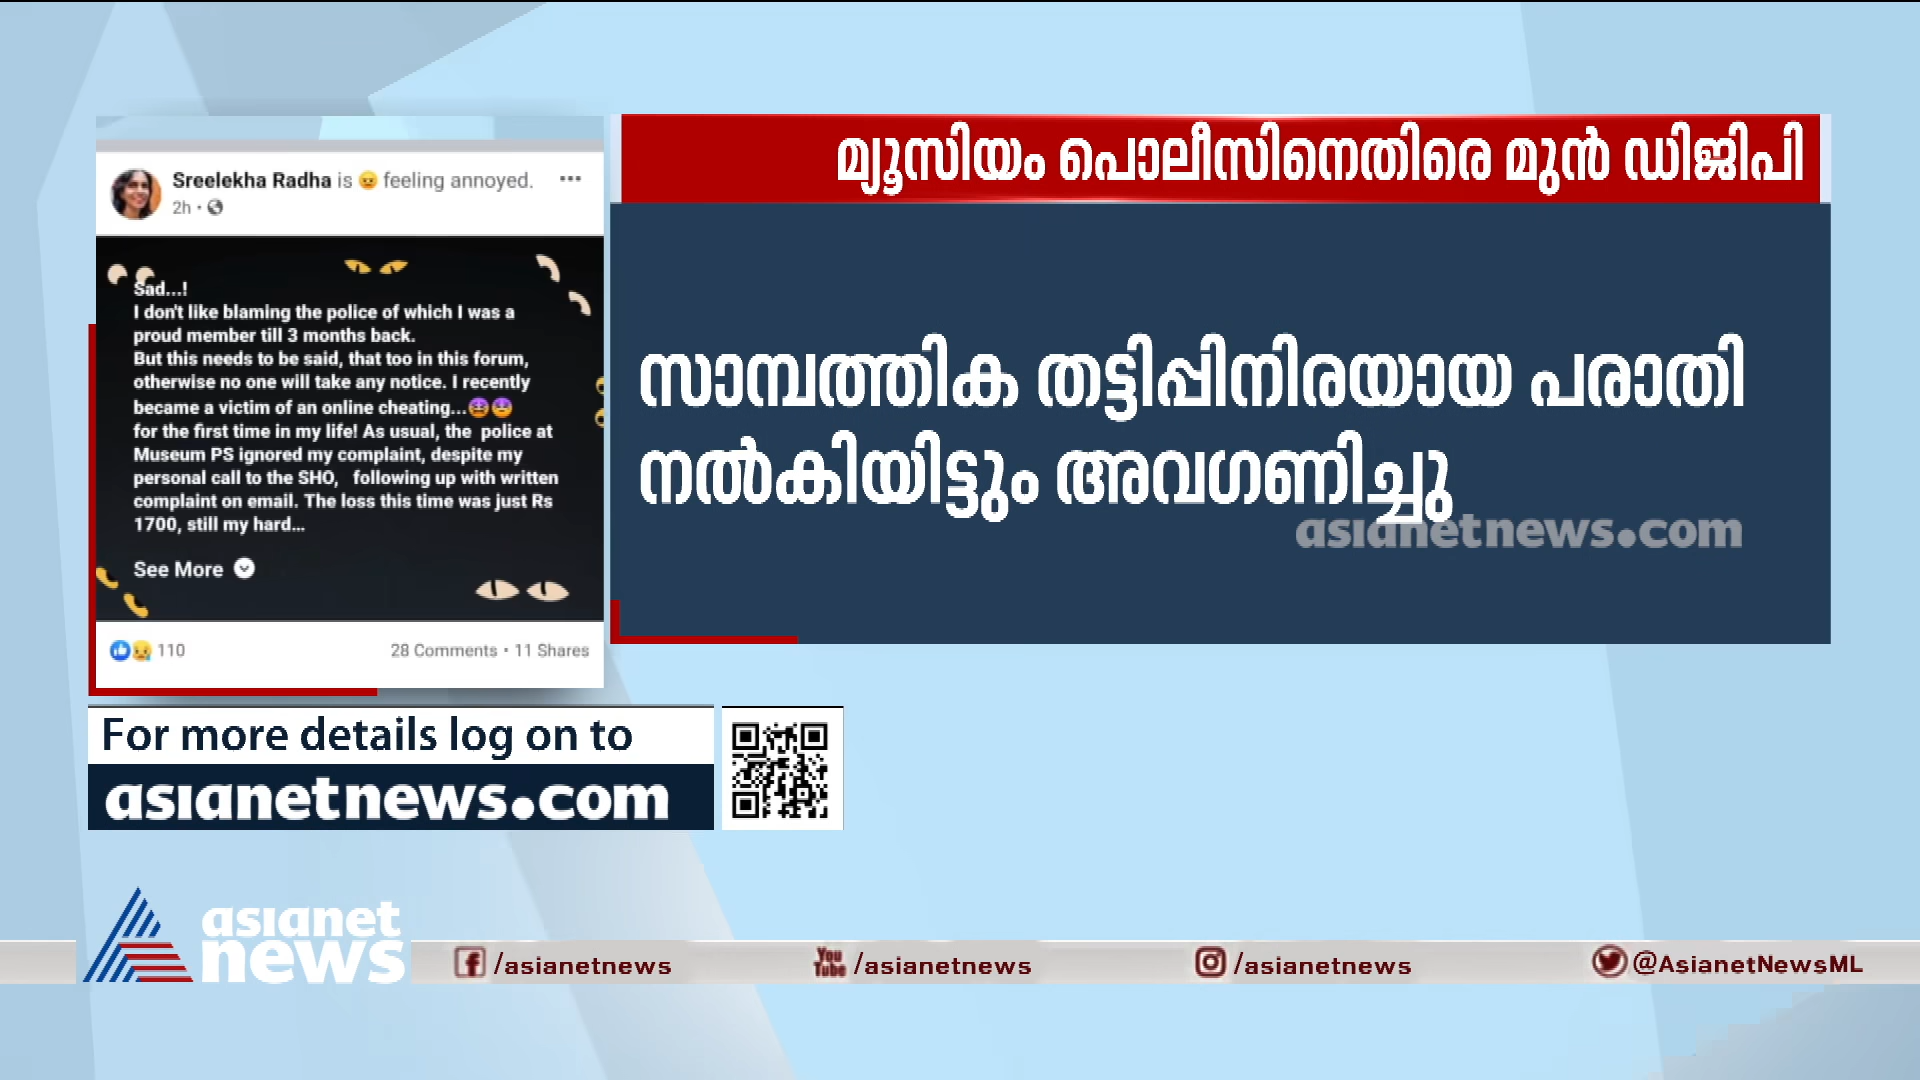 മ്യൂസിയം പൊലീസിനെതിരെ മുൻ ഡിജിപി
Sreelekha Radha is 😠 feeling annoyed.
2h
Sad...!
I don't like blaming the police of which I was a
proud member till 3 months back.
But this needs to be said, that too in this forum,
otherwise no one will take any notice. I recently
became a victim of an online cheating...
for the first time in my life! As usual, the police at
Museum PS ignored my complaint, despite my
personal call to the SHO, following up with written
complaint on email. The loss this time was just Rs
1700, still my hard...
See More
110
28 Comments • 11 Shares
സാമ്പത്തിക തട്ടിപ്പിനിരയായ പരാതി
നൽകിയിട്ടും അവഗണിച്ചു
asianetnews.com
For more details log on to
asianetnews.com
asianet
news
/asianetnews
You
Tube
/asianetnews
/asianetnews
@AsianetNewsML